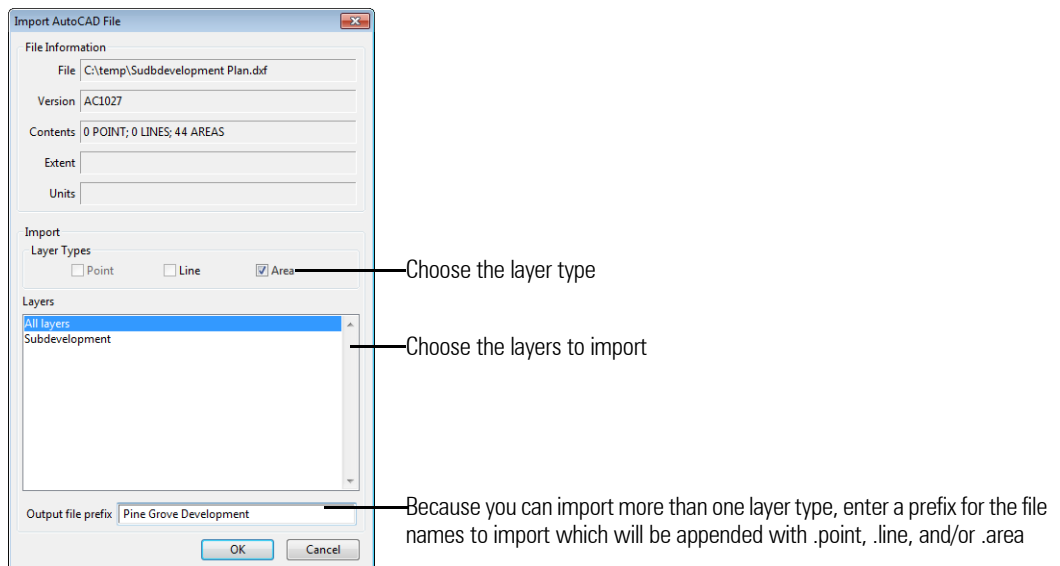 Import AutoCAD File
File Information
File C:\temp\Sudbdevelopment Plan.dxf
Version AC1027
Contents 0 POINT; 0 LINES; 44 AREAS
Extent
Units
Import
Layer Types
Point Line Area
Choose the layer type
Layers
All layers
Subdevelopment
Choose the layers to import
Output file prefix Pine Grove Development
Because you can import more than one layer type, enter a prefix for the file
names to import which will be appended with .point, .line, and/or .area
OK Cancel